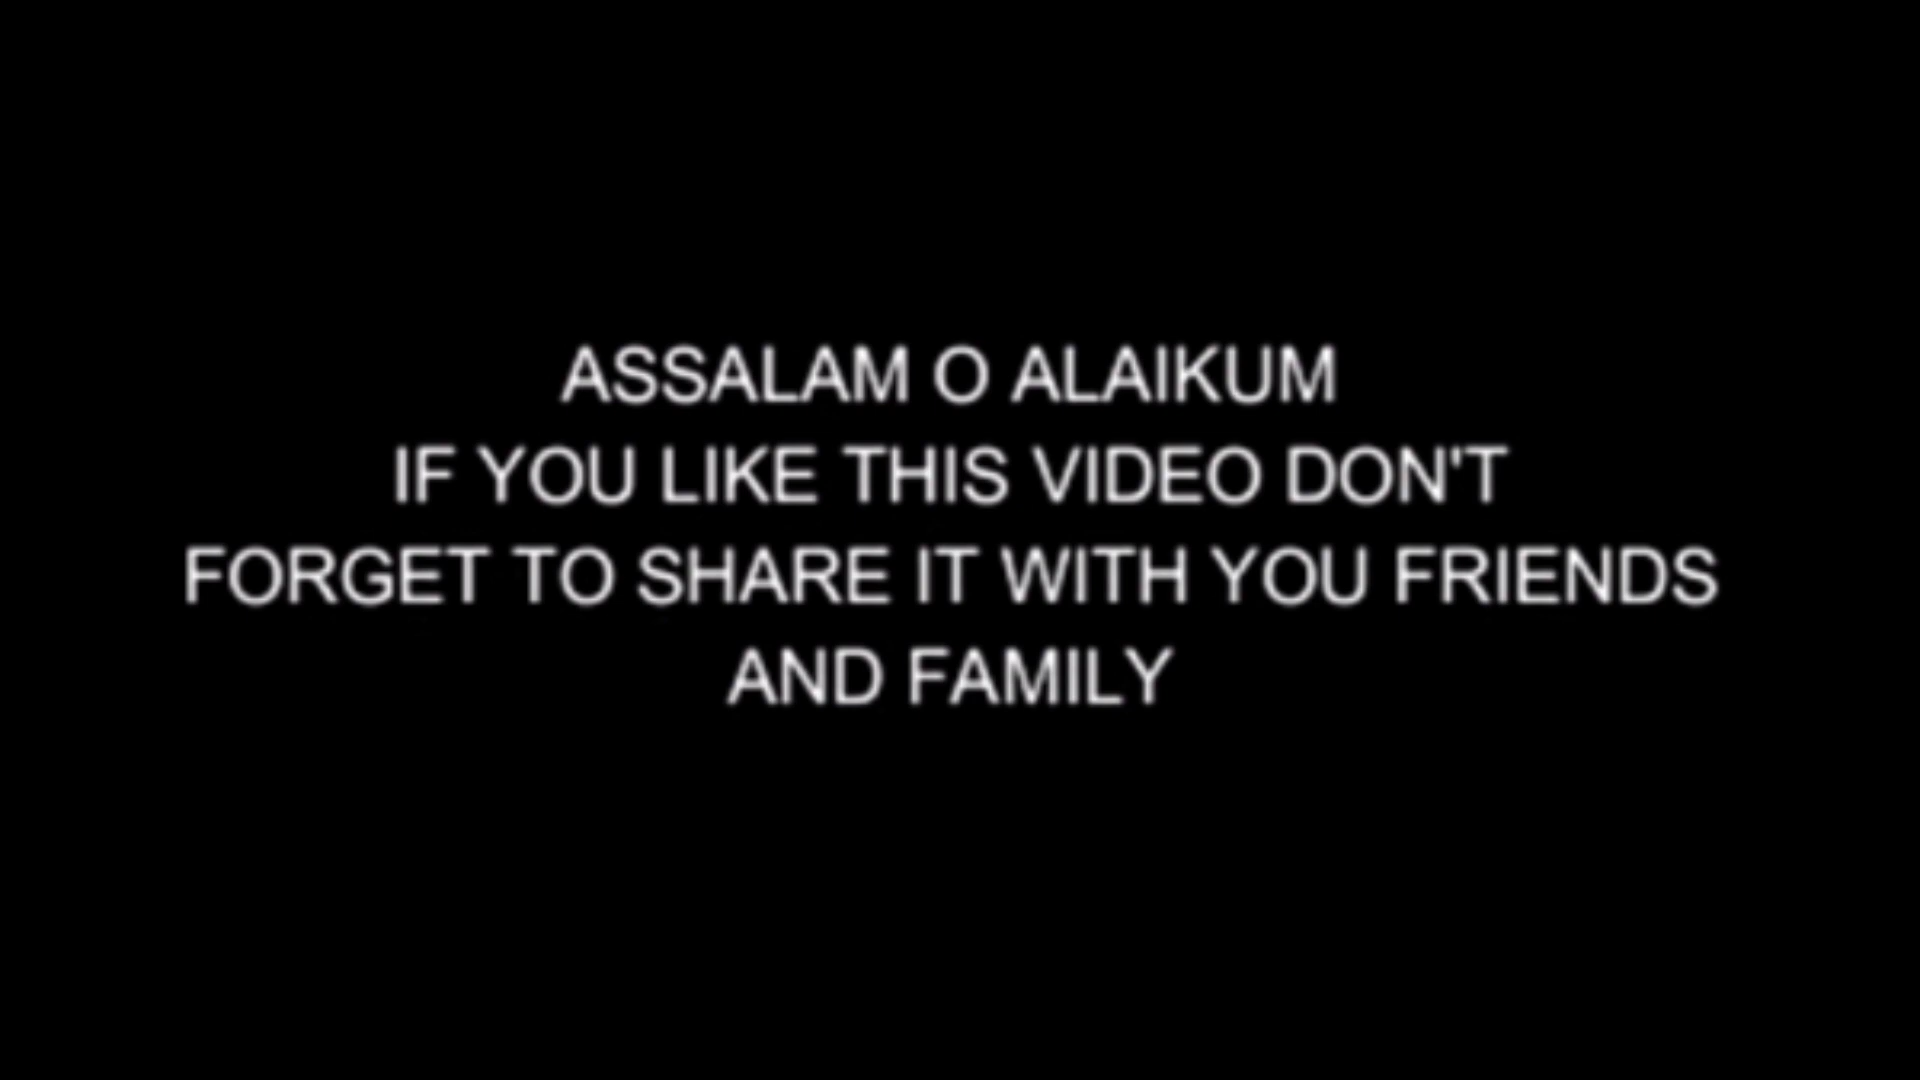 ASSALAM O ALAIKUM
IF YOU LIKE THIS VIDEO DON'T
FORGET TO SHARE IT WITH YOU FRIENDS
AND FAMILY